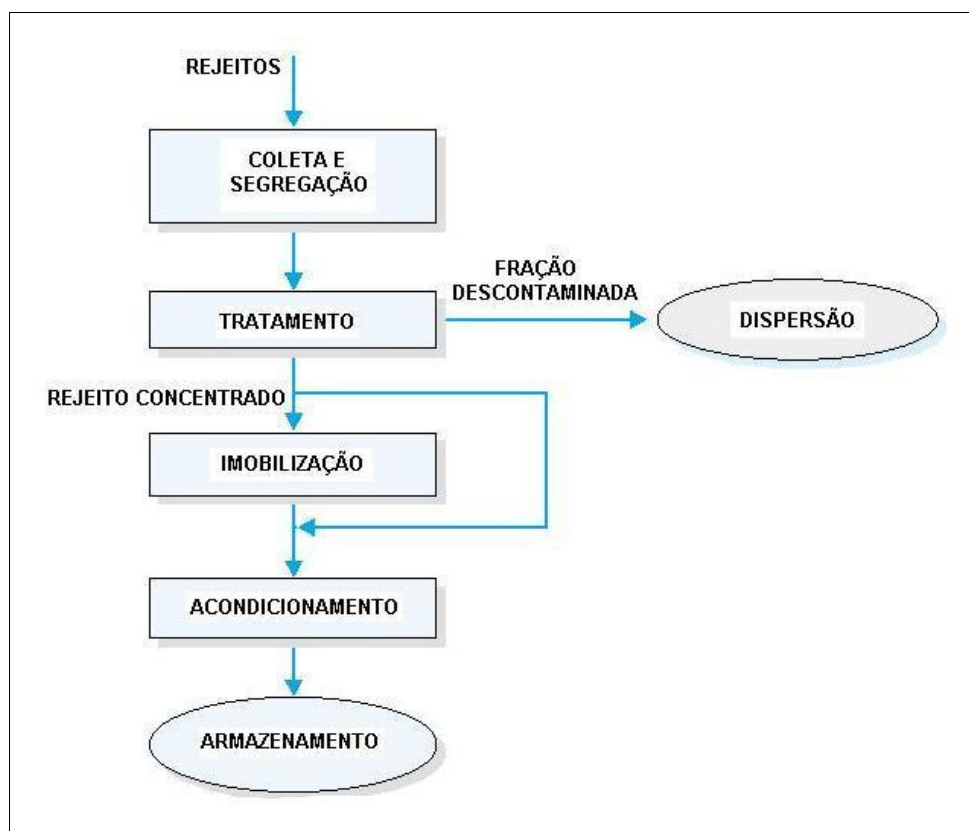 REJEITOS
COLETA E
SEGREGAÇÃO
TRATAMENTO
FRAÇÃO
DESCONTAMINADA
DISPERSÃO
REJEITO CONCENTRADO
IMOBILIZAÇÃO
ACONDICIONAMENTO
ARMAZENAMENTO